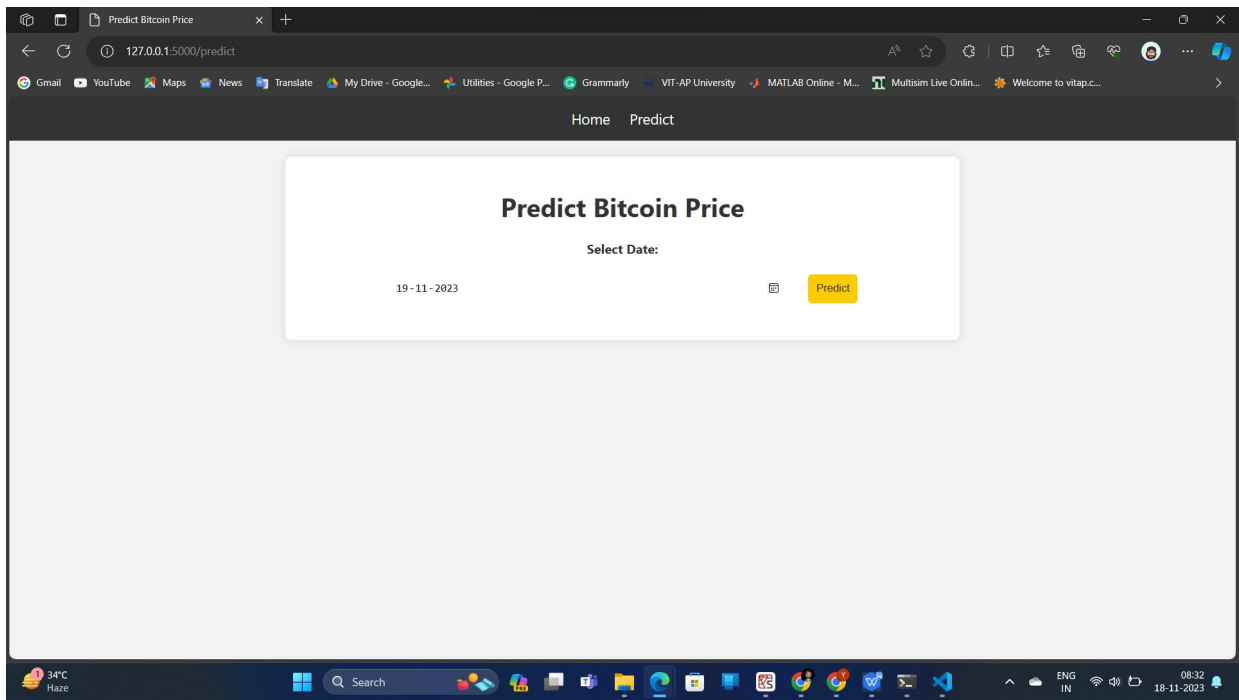 Predict Bitcoin Price
127.0.0.1:5000/predict
Gmail YouTube Maps News Translate My Drive - Google... Utilities - Google P... Grammarly VIT-AP University MATLAB Online - M... Multisim Live Onlin... Welcome to vitap.c...
Home Predict
Predict Bitcoin Price
Select Date:
19-11-2023 Predict
34°C
Haze
Search
ENG
IN
08:32
18-11-2023